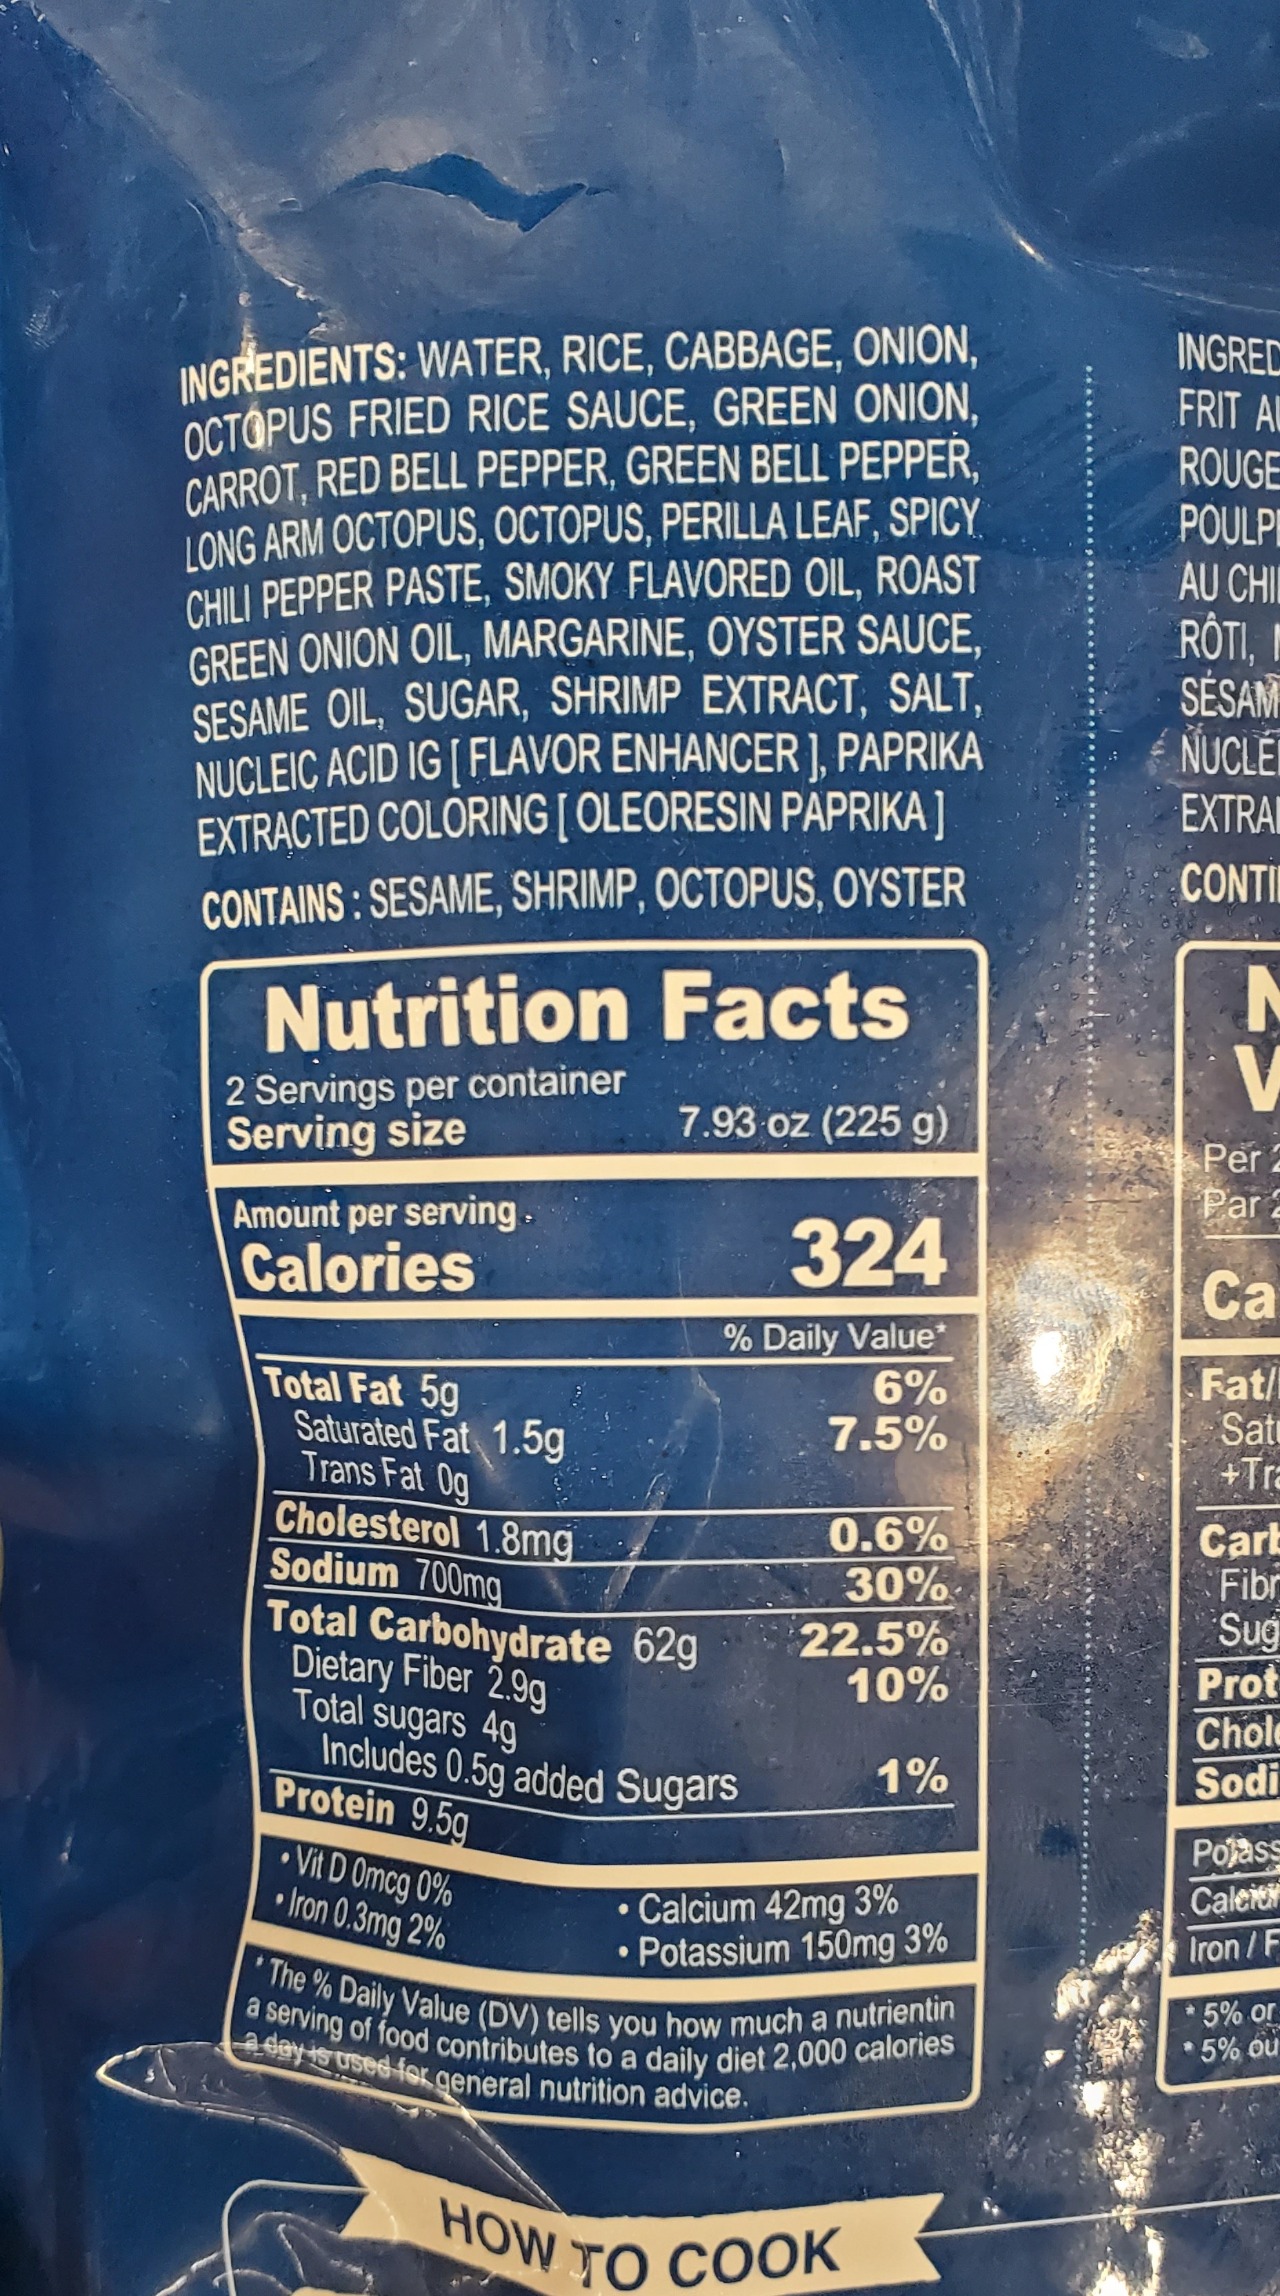 INGREDIENTS: WATER, RICE, CABBAGE, ONION,
OCTOPUS FRIED RICE SAUCE, GREEN ONION,
CARROT, RED BELL PEPPER, GREEN BELL PEPPER,
LONG ARM OCTOPUS, OCTOPUS, PERILLA LEAF, SPICY
CHILI PEPPER PASTE, SMOKY FLAVORED OIL, ROAST
GREEN ONION OIL, MARGARINE, OYSTER SAUCE,
SESAME OIL, SUGAR, SHRIMP EXTRACT, SALT,
NUCLEIC ACID IG [ FLAVOR ENHANCER ], PAPRIKA
EXTRACTED COLORING [ OLEORESIN PAPRIKA ]
CONTAINS : SESAME, SHRIMP, OCTOPUS, OYSTER
Nutrition Facts
2 Servings per container
Serving size 7.93 oz (225 g)
Amount per serving
Calories 324
% Daily Value*
Total Fat 5g 6%
Saturated Fat 1.5g 7.5%
Trans Fat 0g
Cholesterol 1.8mg 0.6%
Sodium 700mg 30%
Total Carbohydrate 62g 22.5%
Dietary Fiber 2.9g 10%
Total sugars 4g
Includes 0.5g added Sugars 1%
Protein 9.5g
• Vit D 0mcg 0% • Calcium 42mg 3%
• Iron 0.3mg 2% • Potassium 150mg 3%
* The % Daily Value (DV) tells you how much a nutrientin
a serving of food contributes to a daily diet 2,000 calories
a day is used for general nutrition advice.
HOW TO COOK
INGRED
FRIT
ROUGE
POULP
AU CHI
RÔTI,
SÉSAM
NUCLE
EXTRA
CONTI
N
V
Per
Par
Ca
Fat/
Satu
+Tra
Carb
Fibr
Sug
Prot
Chole
Sodi
Potass
Calciu
Iron / F
* 5% or
* 5% ou